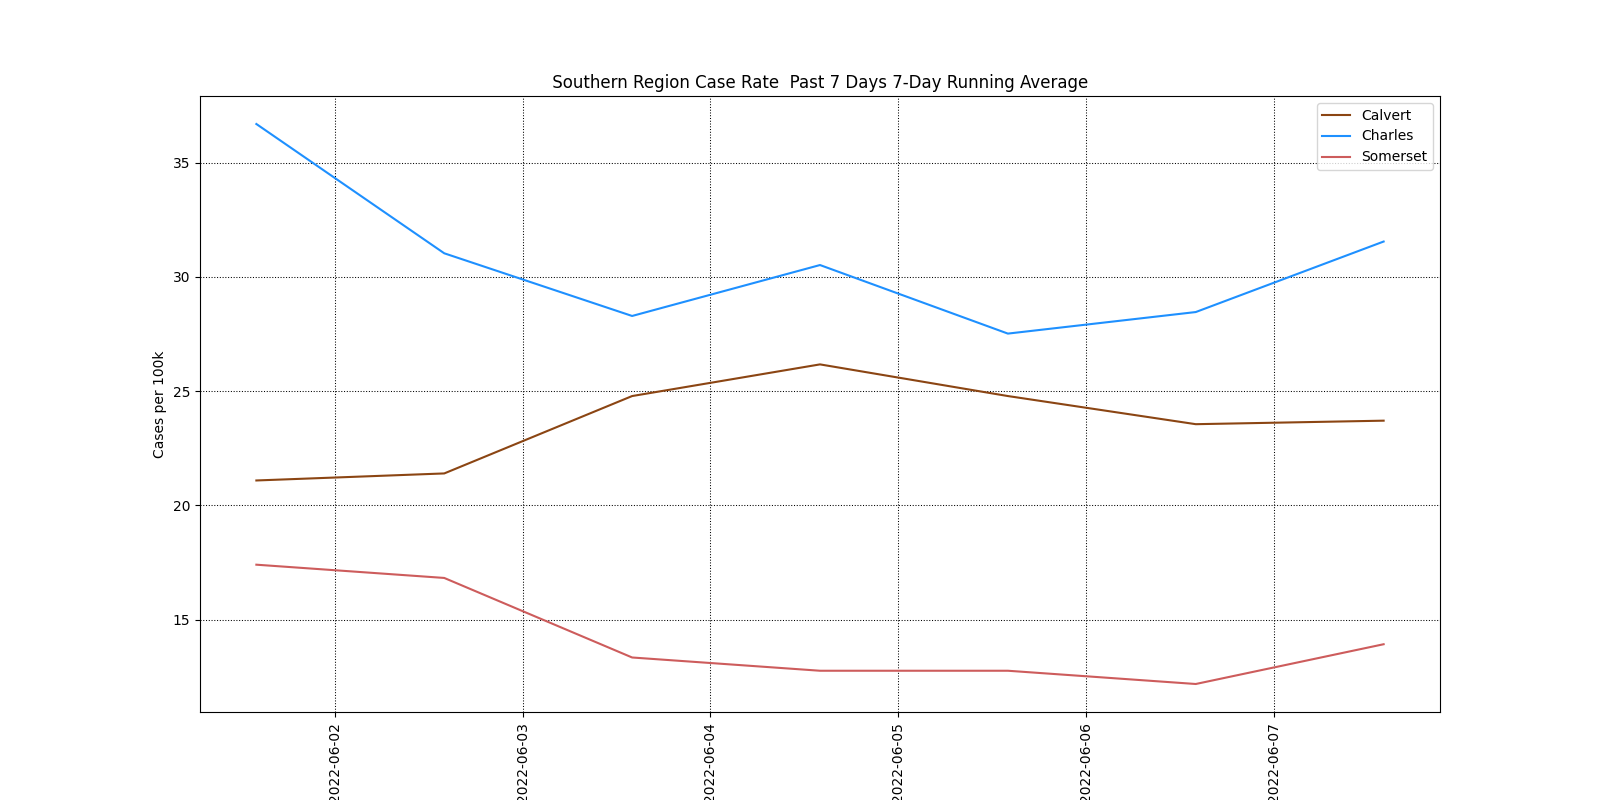 Southern Region Case Rate  Past 7 Days 7-Day Running Average
Calvert
Charles
Somerset
Cases per 100k
35
30
25
20
15
2022-06-02
2022-06-03
2022-06-04
2022-06-05
2022-06-06
2022-06-07